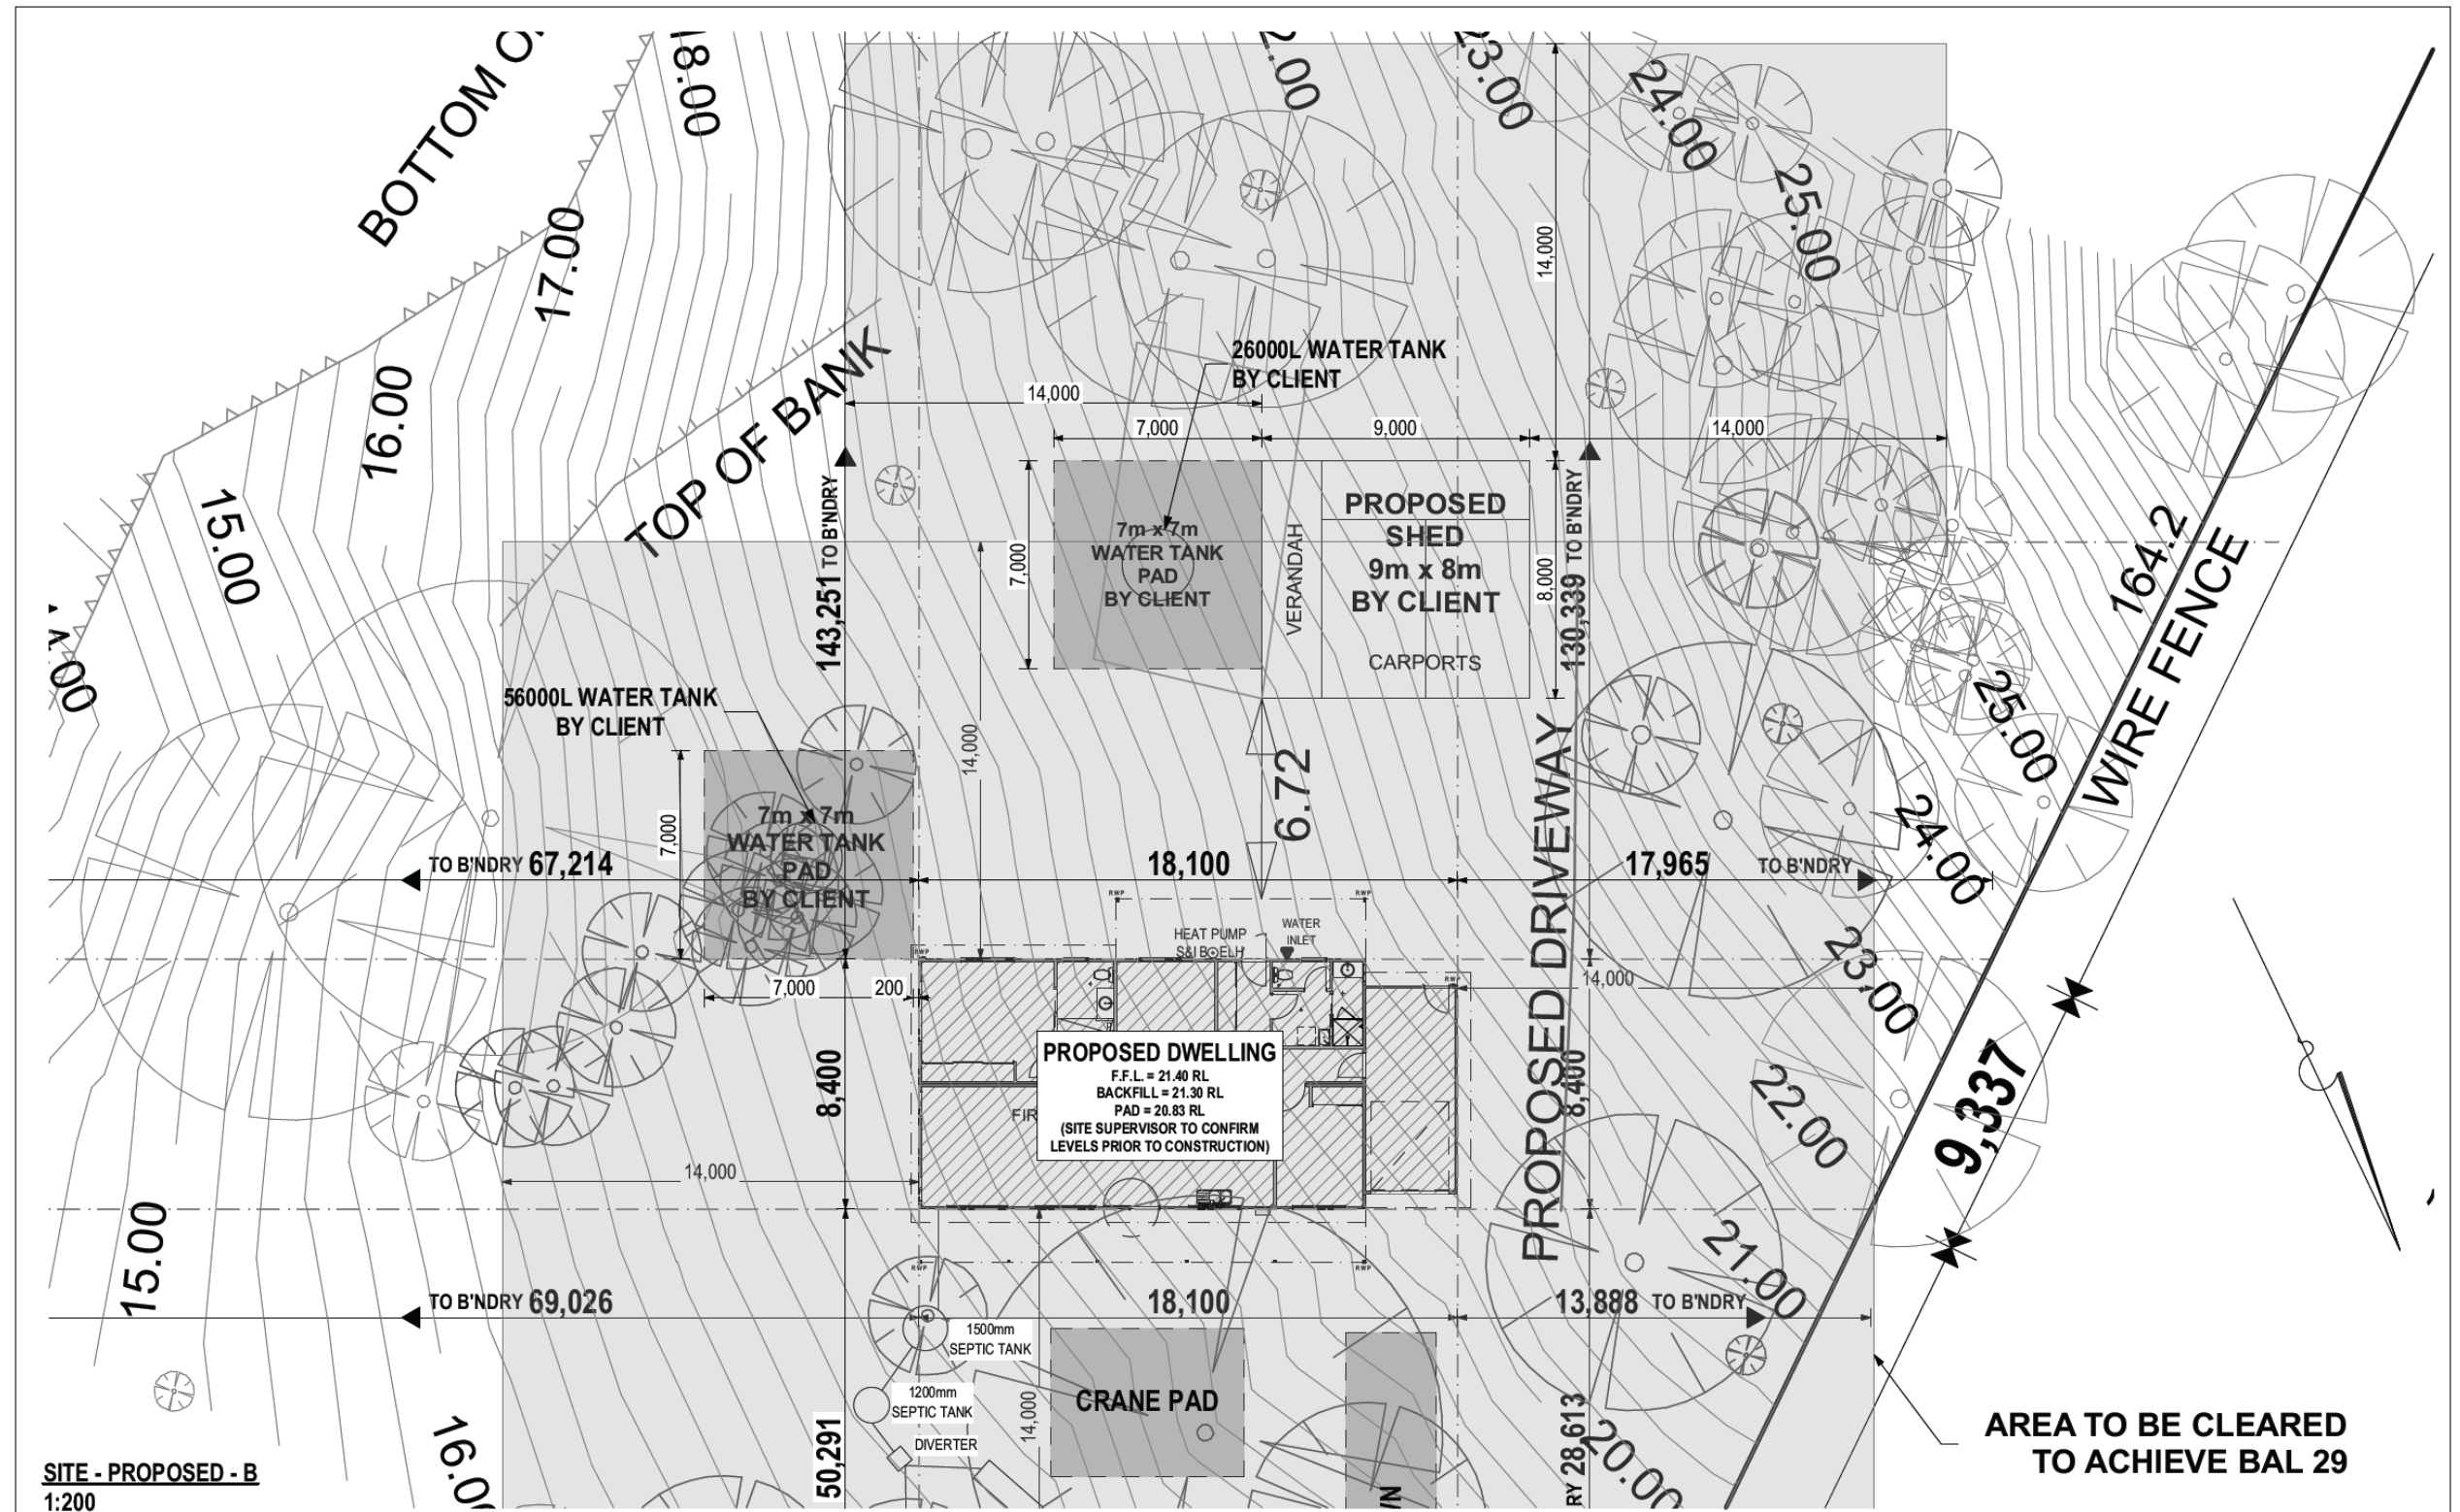 BOTTOM
18.00
23.00
24.00
25.00
17.00
16.00
15.00
TOP OF BANK
14,000
26000L WATER TANK
BY CLIENT
14,000
7,000
9,000
14,000
143,251 TO B'NDRY
7,000
7m x 7m
WATER TANK
PAD
BY CLIENT
VERANDAH
PROPOSED
SHED
9m x 8m
BY CLIENT
CARPORTS
8,000
130,339 TO B'NDRY
164.2
WIRE FENCE
25.00
24.00
23.00
22.00
21.00
20.00
56000L WATER TANK
BY CLIENT
14,000
7,000
7m x 7m
WATER TANK
PAD
BY CLIENT
6.72
PROPOSED DRIVEWAY
TO B'NDRY 67,214
18,100
17,965 TO B'NDRY
RWP
RWP
HEAT PUMP
WATER
INLET
RWP
RWP
7,000
200
14,000
8,400
PROPOSED DWELLING
F.F.L. = 21.40 RL
BACKFILL = 21.30 RL
PAD = 20.83 RL
(SITE SUPERVISOR TO CONFIRM
LEVELS PRIOR TO CONSTRUCTION)
8,400
9,337
14,000
15.00
RWP
RWP
TO B'NDRY 69,026
18,100
13,888 TO B'NDRY
1500mm
SEPTIC TANK
1200mm
SEPTIC TANK
DIVERTER
14,000
CRANE PAD
50,291
28,613
AREA TO BE CLEARED
TO ACHIEVE BAL 29
SITE - PROPOSED - B
1:200